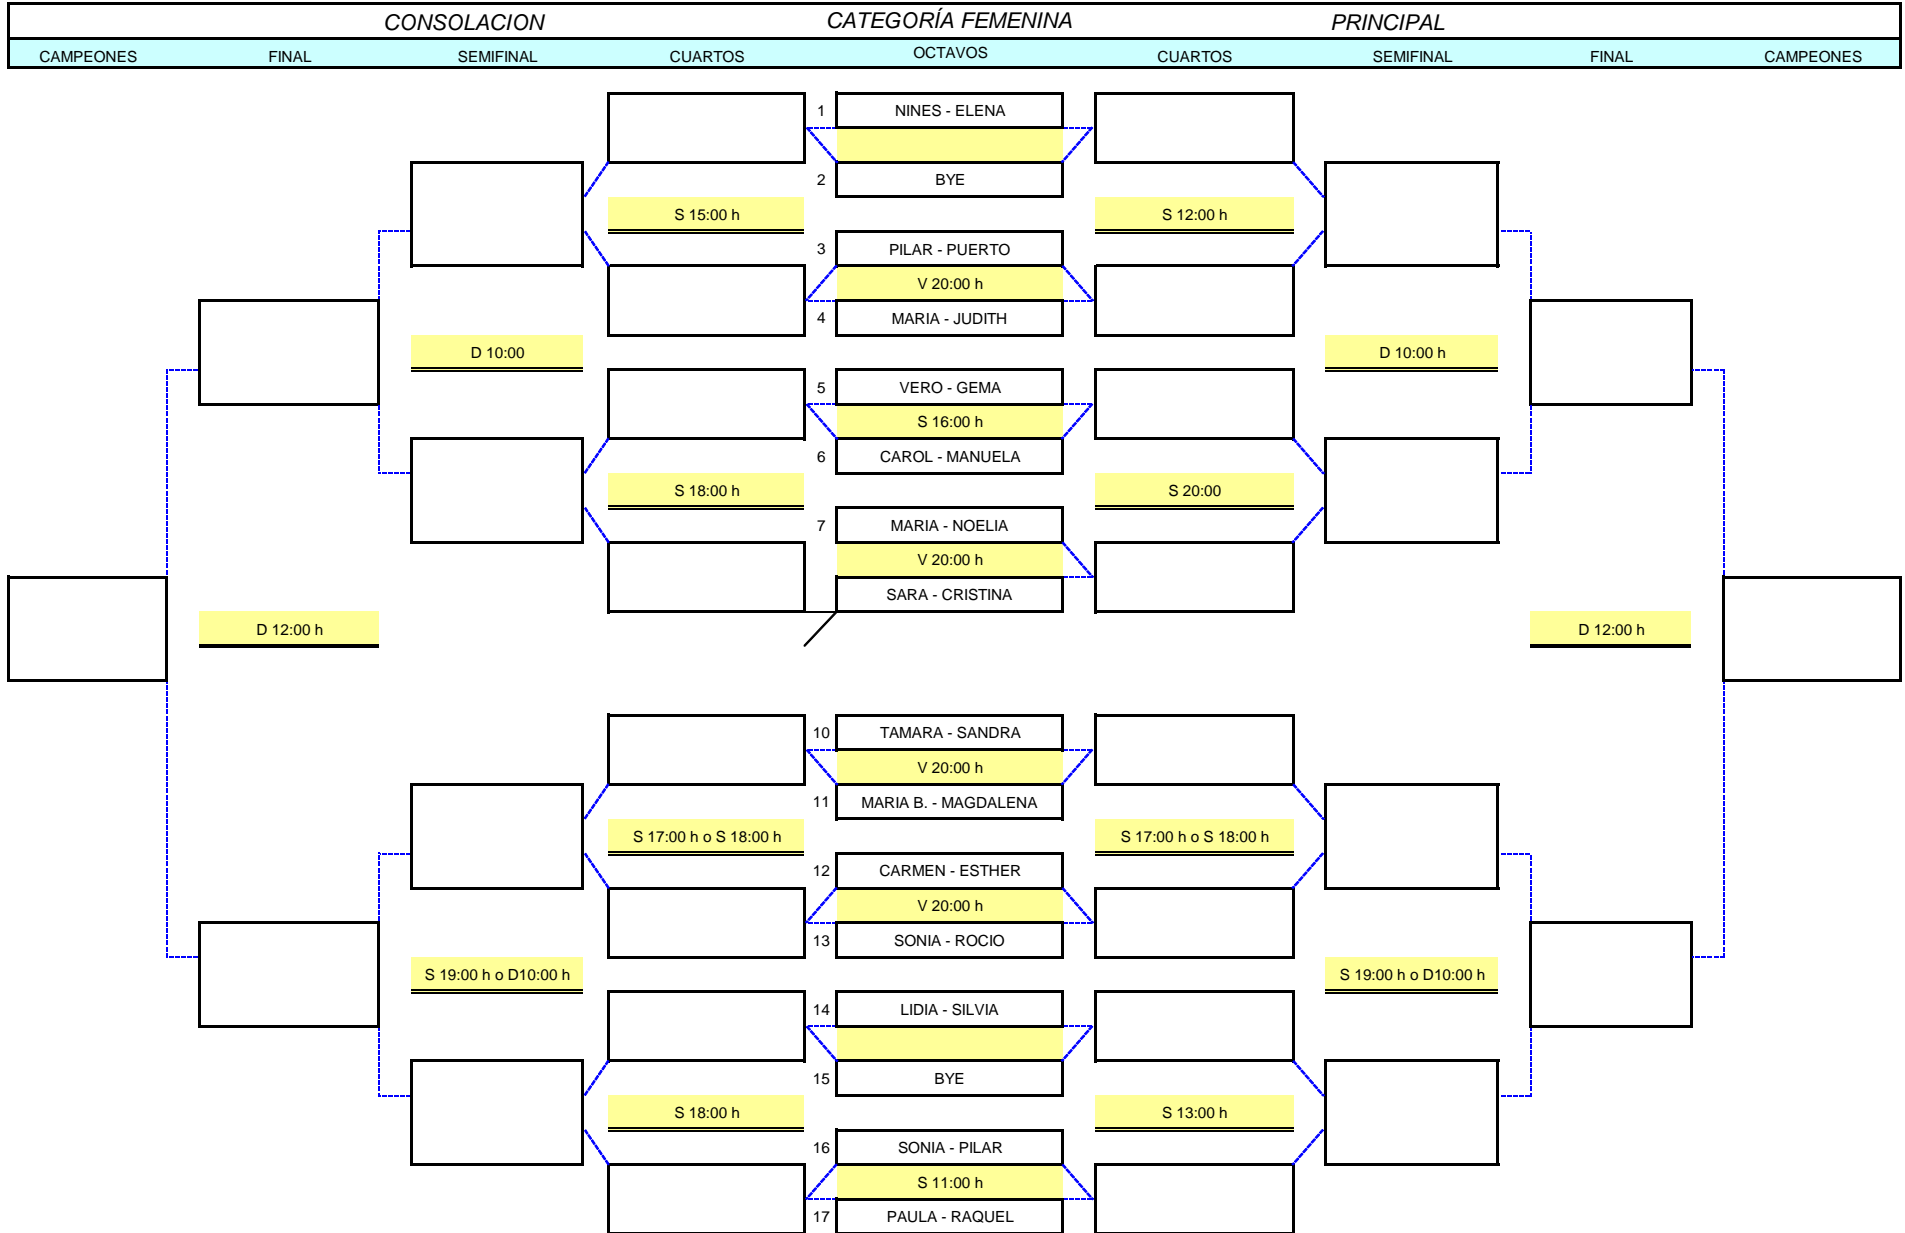 CONSOLACION CATEGORÍA FEMENINA PRINCIPAL
CAMPEONES FINAL SEMIFINAL CUARTOS OCTAVOS CUARTOS SEMIFINAL FINAL CAMPEONES
1 NINES - ELENA
2 BYE
S 15:00 h S 12:00 h
3 PILAR - PUERTO
V 20:00 h
4 MARIA - JUDITH
D 10:00 D 10:00 h
5 VERO - GEMA
S 16:00 h
6 CAROL - MANUELA
S 18:00 h S 20:00
7 MARIA - NOELIA
V 20:00 h
SARA - CRISTINA
D 12:00 h D 12:00 h
10 TAMARA - SANDRA
V 20:00 h
11 MARIA B. - MAGDALENA
S 17:00 h o S 18:00 h S 17:00 h o S 18:00 h
12 CARMEN - ESTHER
V 20:00 h
13 SONIA - ROCIO
S 19:00 h o D10:00 h S 19:00 h o D10:00 h
14 LIDIA - SILVIA
15 BYE
S 18:00 h S 13:00 h
16 SONIA - PILAR
S 11:00 h
17 PAULA - RAQUEL